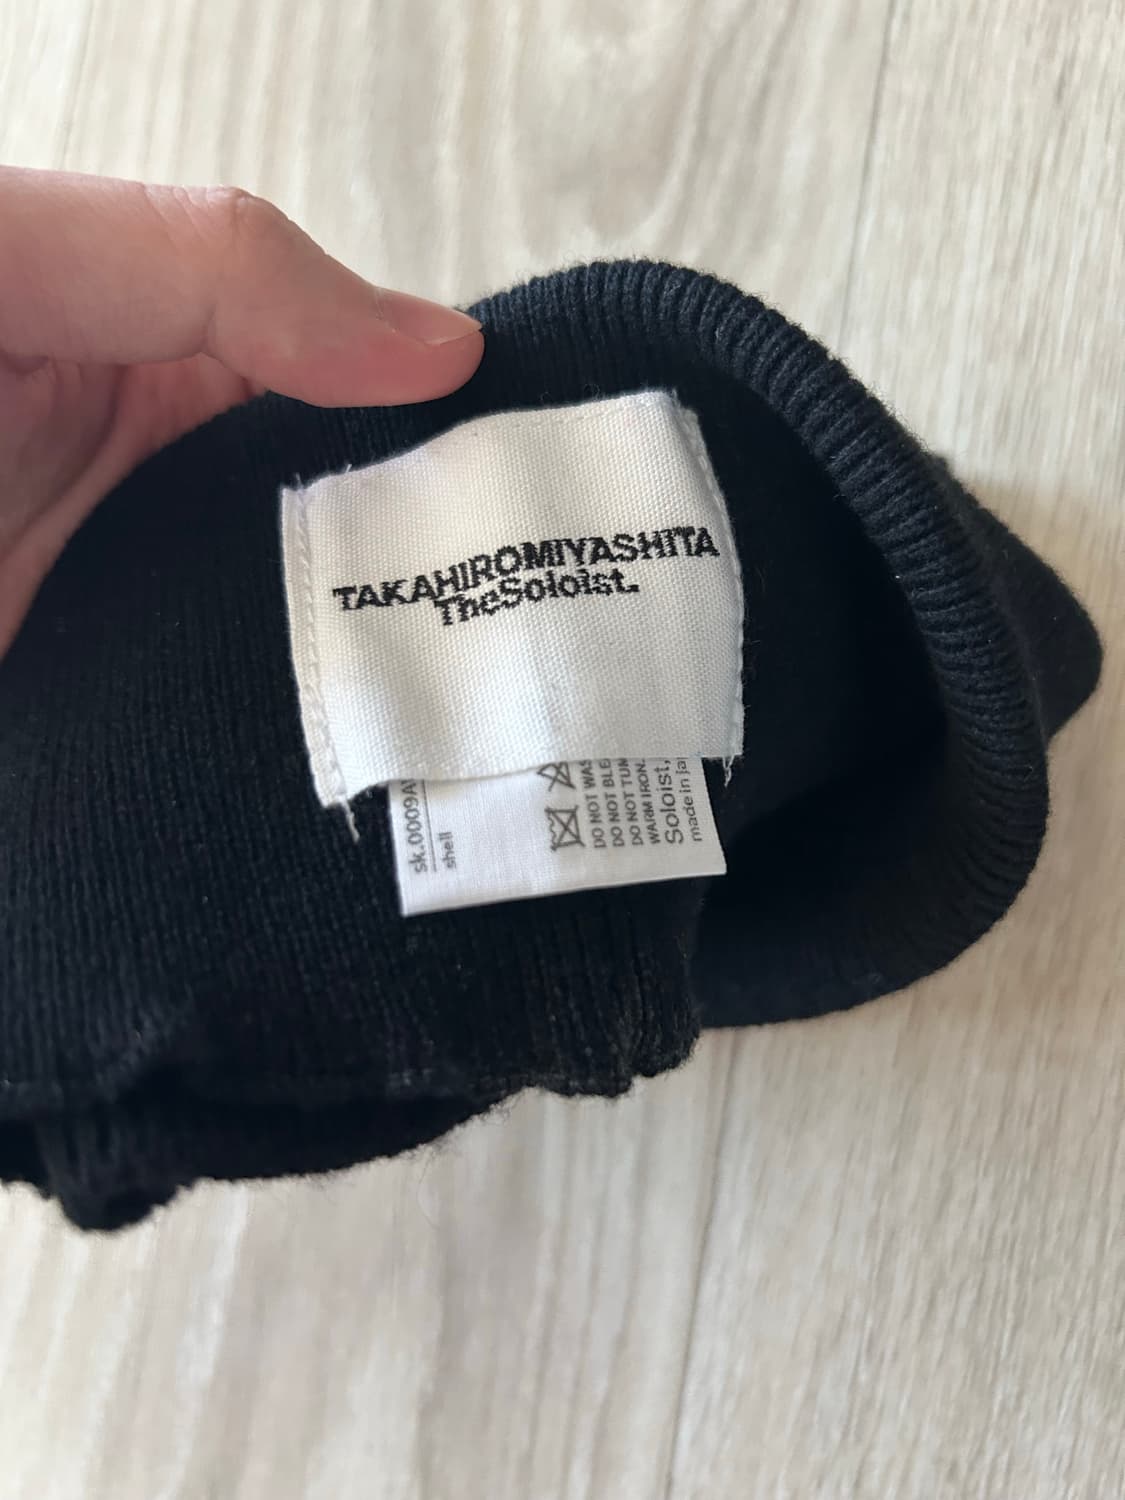 TAKAHIROMIYASHITA
TheSoloist.
sk.0009A
shell
DO NOT WAS
DO NOT BLE
DO NOT TUM
WARM IRON.
Soloist,
made in ja